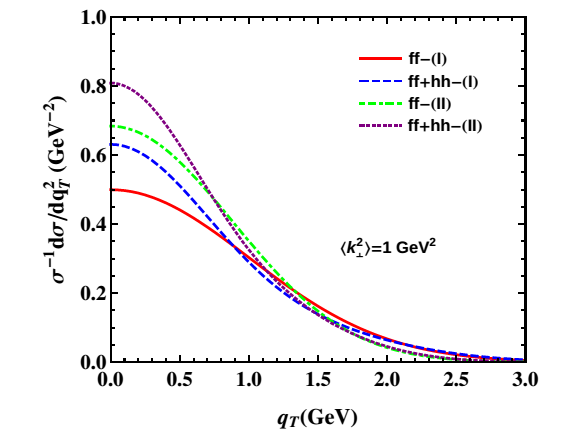 1.0
0.8
0.6
0.4
0.2
0.0
σ⁻¹dσ/dq²_T (GeV⁻²)
ff−(I)
ff+hh−(I)
ff−(II)
ff+hh−(II)
⟨k²_⊥⟩=1 GeV²
0.0 0.5 1.0 1.5 2.0 2.5 3.0
q_T(GeV)